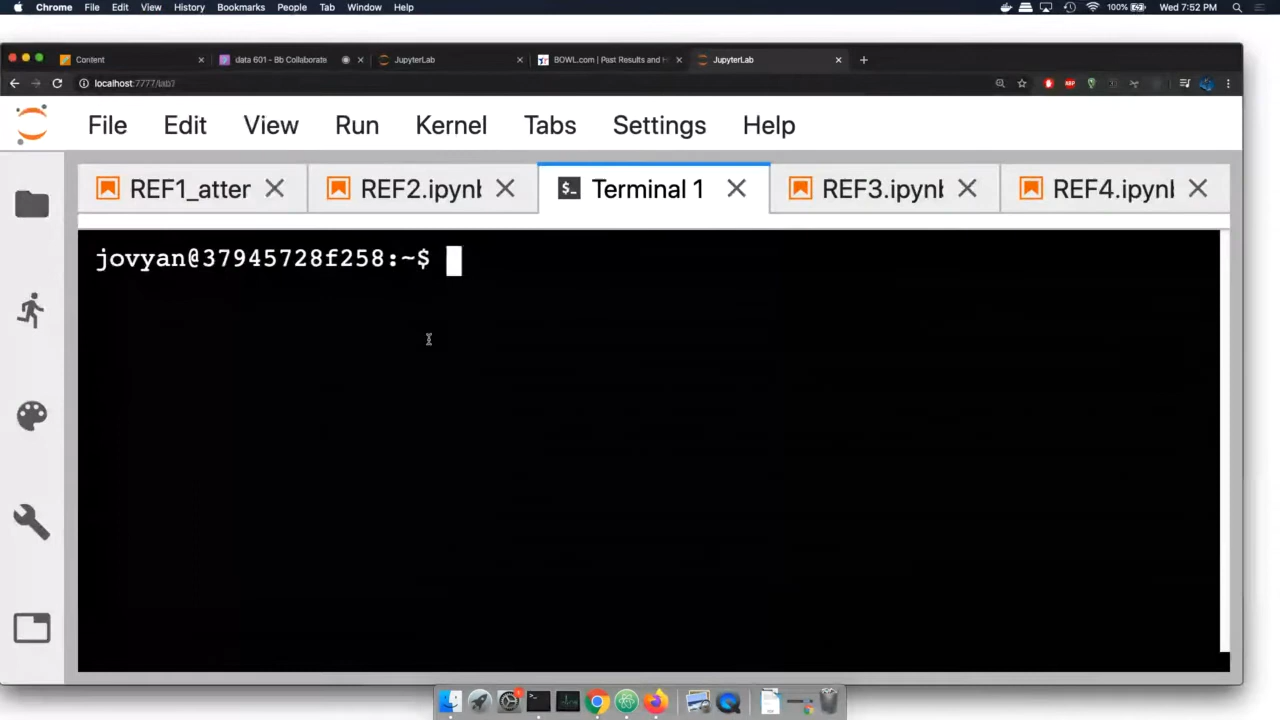 Chrome File Edit View History Bookmarks People Tab Window Help 100% Wed 7:52 PM
Content data 601 - Bb Collaborate JupyterLab BOWL.com | Past Results and H JupyterLab
localhost:7777/lab?
File Edit View Run Kernel Tabs Settings Help
REF1_atter REF2.ipynb $_ Terminal 1 REF3.ipynb REF4.ipynb
jovyan@37945728f258:~$